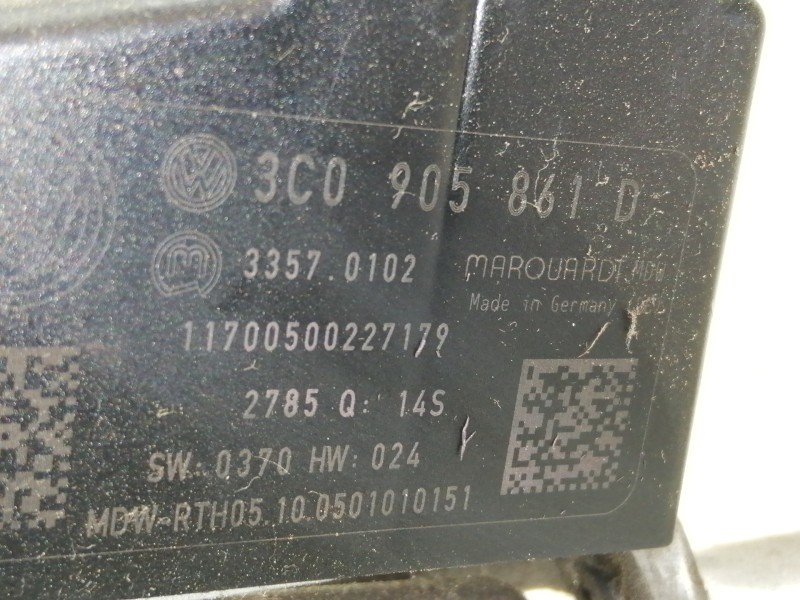 VW 3C0 905 861 D
m 3357.0102 MARQUARDT
Made in Germany
11700500227179
2785 Q: 14S
SW: 0370 HW: 024
MDW-RTH05.10.0501010151